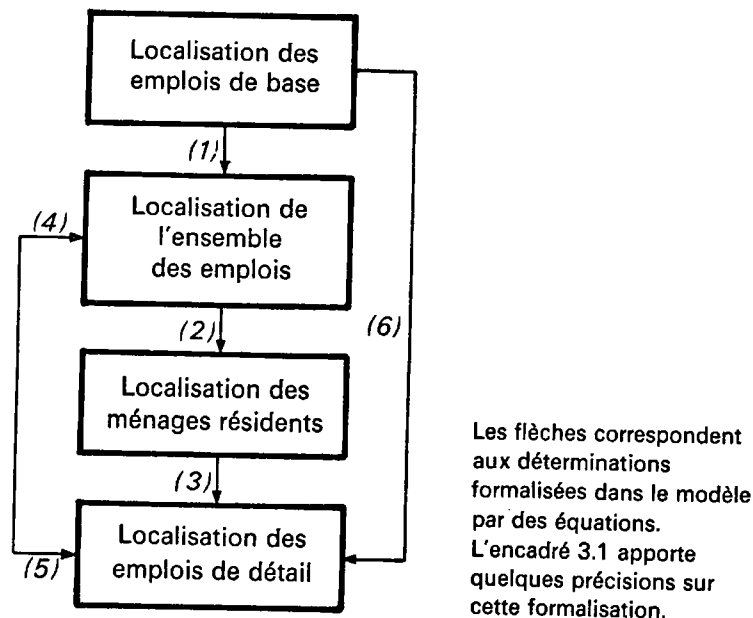 Localisation des
emplois de base
(1)
Localisation de
l'ensemble
des emplois
(4)
(2)
(6)
Localisation des
ménages résidents
(3)
Localisation des
emplois de détail
(5)
Les flèches correspondent
aux déterminations
formalisées dans le modèle
par des équations.
L'encadré 3.1 apporte
quelques précisions sur
cette formalisation.